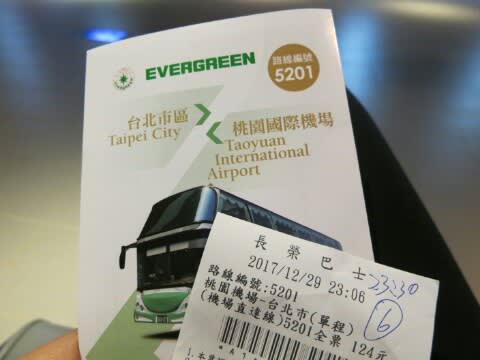 EVERGREEN
路線編號
5201
台北市區
Taipei City
桃園國際機場
Taoyuan
International
Airport
長榮巴士
2017/12/29 23:06
23:30
路線編號:5201
桃園機場-台北市(單程)
(機場直達線)5201全票 124元
6